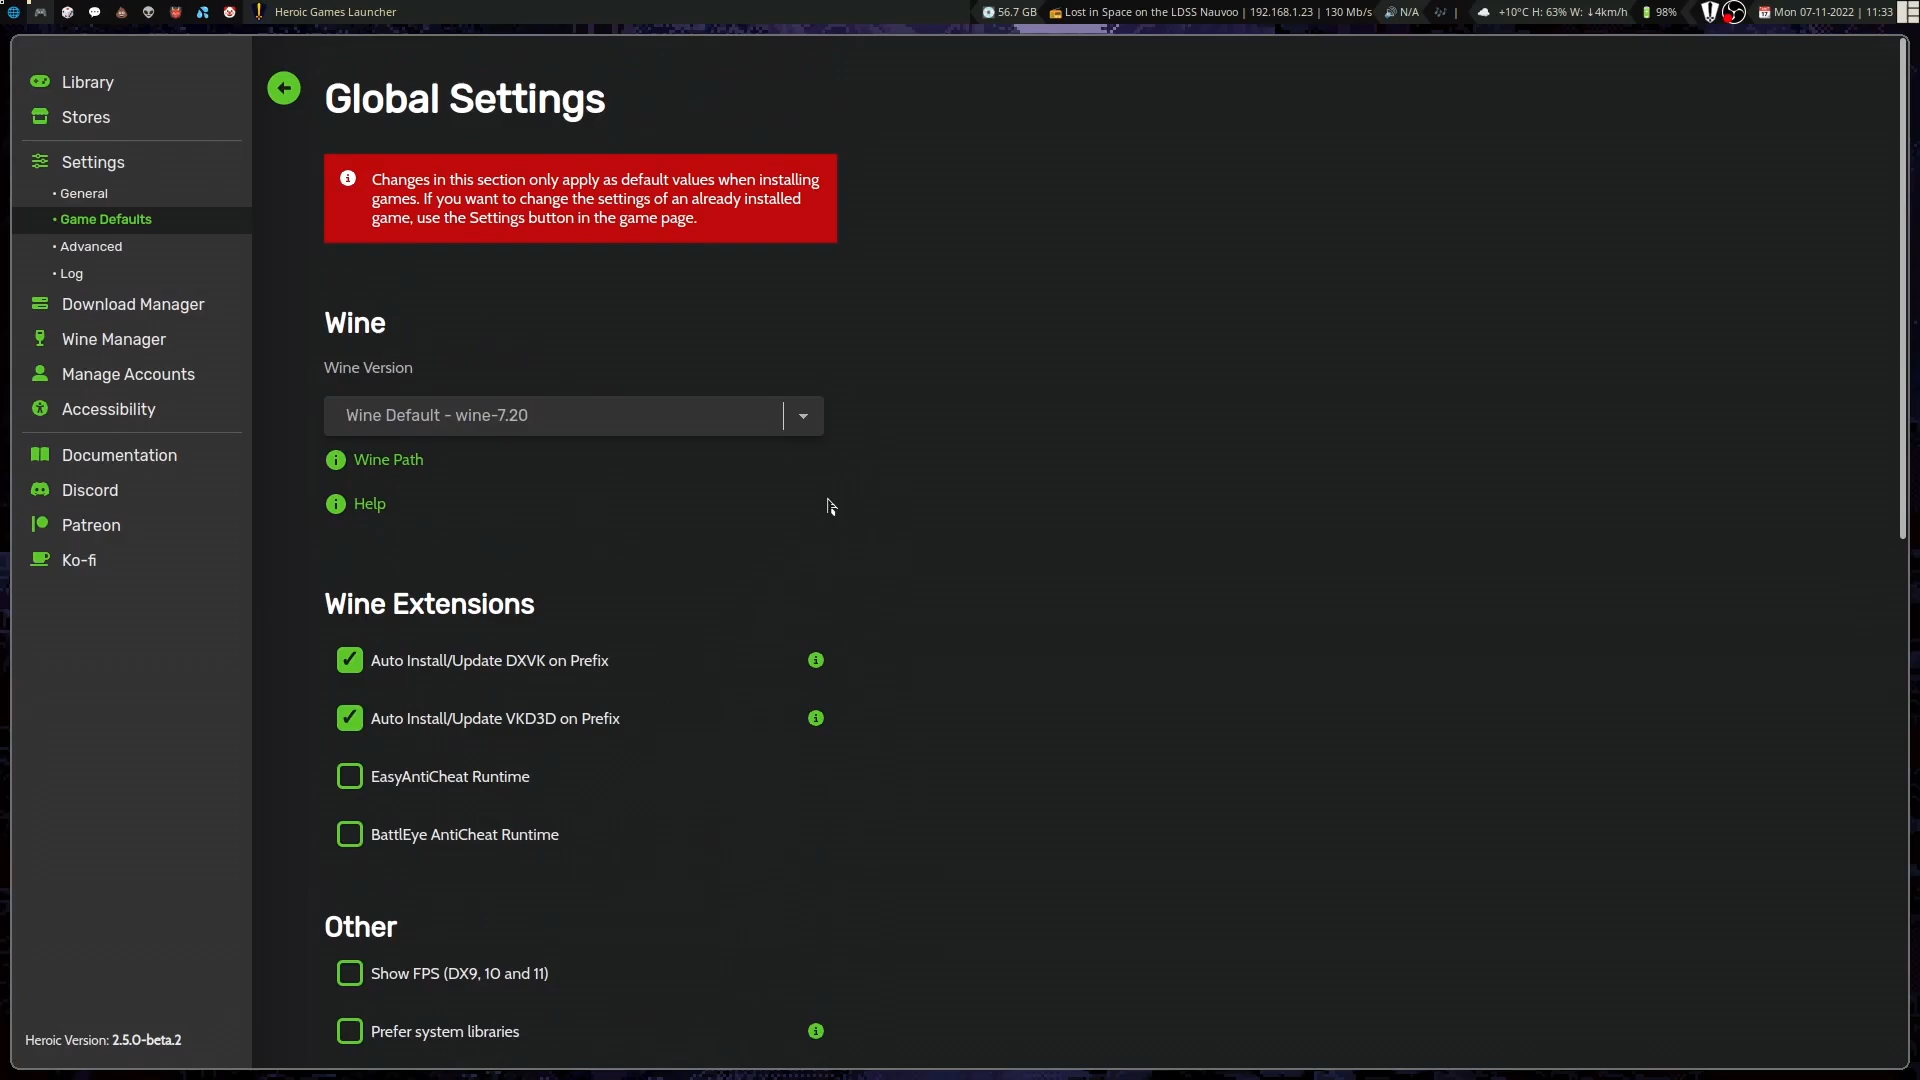 Heroic Games Launcher
56.7 GB
Lost in Space on the LDSS Nauvoo | 192.168.1.23 | 130 Mb/s
N/A
|
+10°C H: 63% W: ↓4km/h
98%
Mon 07-11-2022 | 11:33
Library
Stores
Settings
• General
• Game Defaults
• Advanced
• Log
Download Manager
Wine Manager
Manage Accounts
Accessibility
Documentation
Discord
Patreon
Ko-fi
Heroic Version: 2.5.0-beta.2
Global Settings
Changes in this section only apply as default values when installing
games. If you want to change the settings of an already installed
game, use the Settings button in the game page.
Wine
Wine Version
Wine Default - wine-7.20
Wine Path
Help
Wine Extensions
Auto Install/Update DXVK on Prefix
Auto Install/Update VKD3D on Prefix
EasyAntiCheat Runtime
BattlEye AntiCheat Runtime
Other
Show FPS (DX9, 10 and 11)
Prefer system libraries